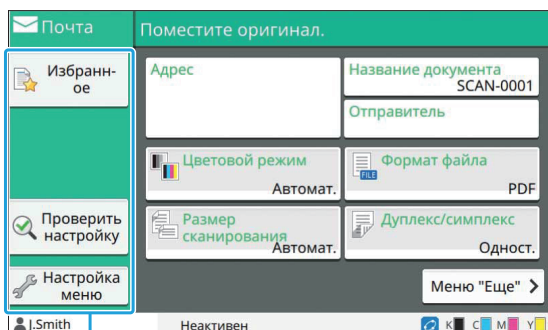 Почта
Поместите оригинал.
Избранн-
ое
Адрес
Название документа
SCAN-0001
Отправитель
Цветовой режим
Автомат.
FILE
Формат файла
PDF
Проверить
настройку
Размер
сканирования
Автомат.
Дуплекс/симплекс
Одност.
Настройка
меню
Меню "Еще"
J.Smith
Неактивен
K C M Y